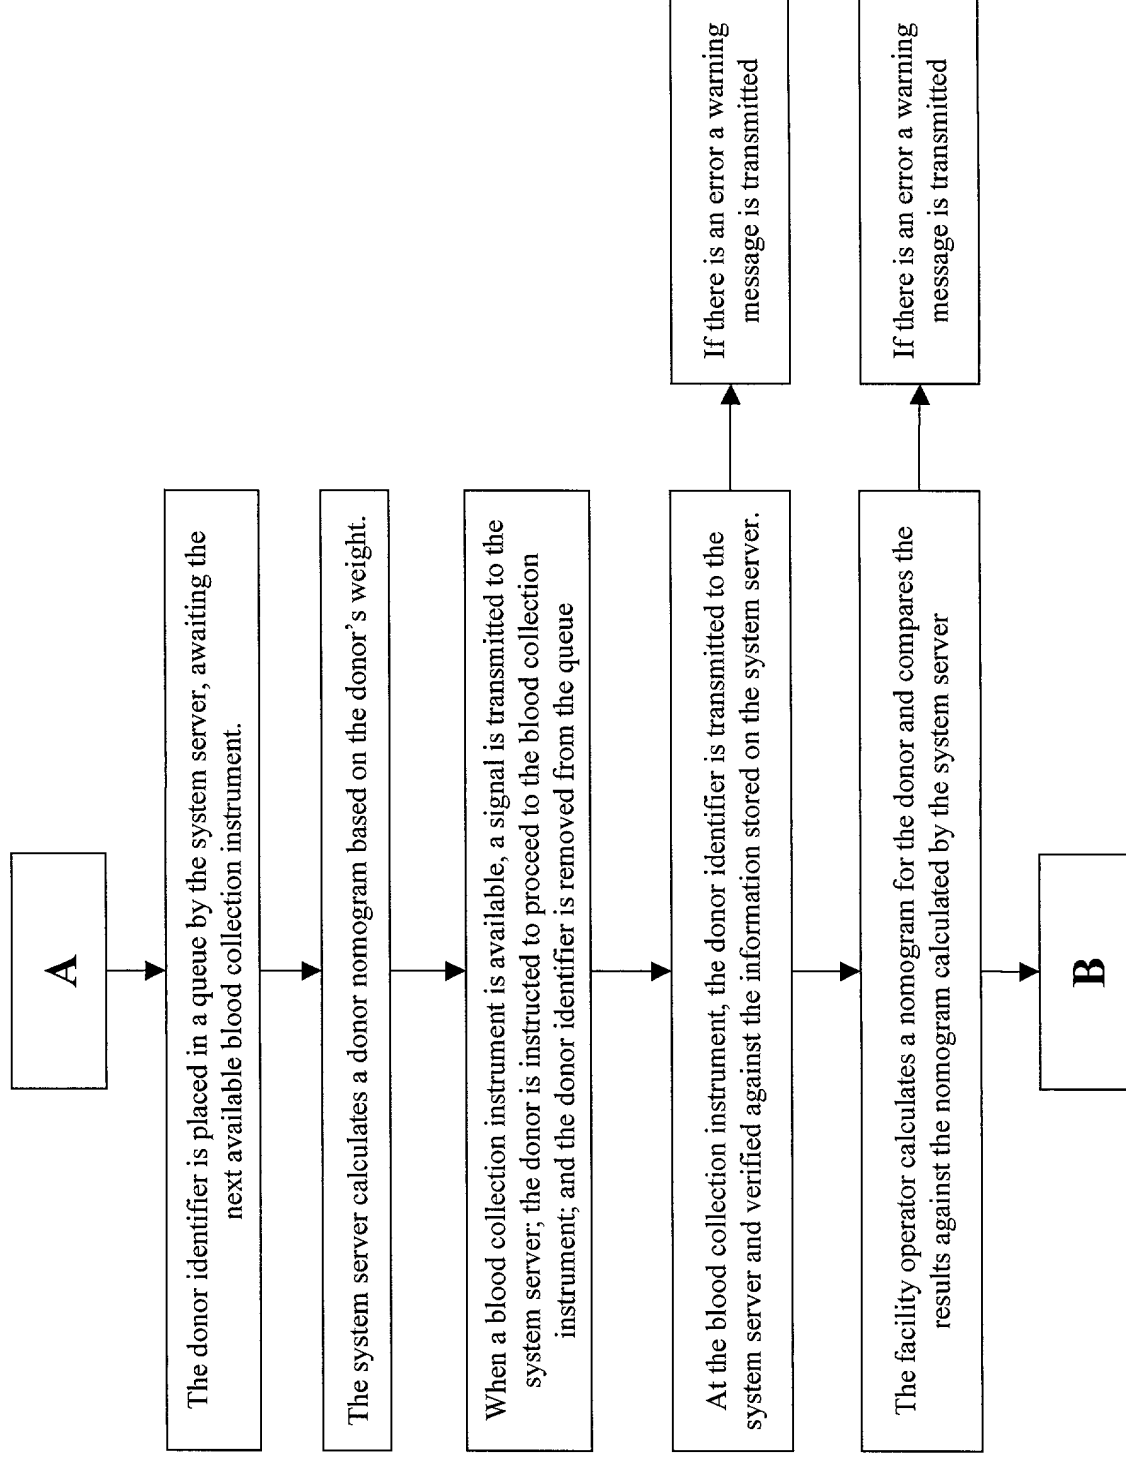 A
The donor identifier is placed in a queue by the system server, awaiting the
next available blood collection instrument.
The system server calculates a donor nomogram based on the donor's weight.
When a blood collection instrument is available, a signal is transmitted to the
system server; the donor is instructed to proceed to the blood collection
instrument; and the donor identifier is removed from the queue
At the blood collection instrument, the donor identifier is transmitted to the
system server and verified against the information stored on the system server.
If there is an error a warning
message is transmitted
The facility operator calculates a nomogram for the donor and compares the
results against the nomogram calculated by the system server
If there is an error a warning
message is transmitted
B